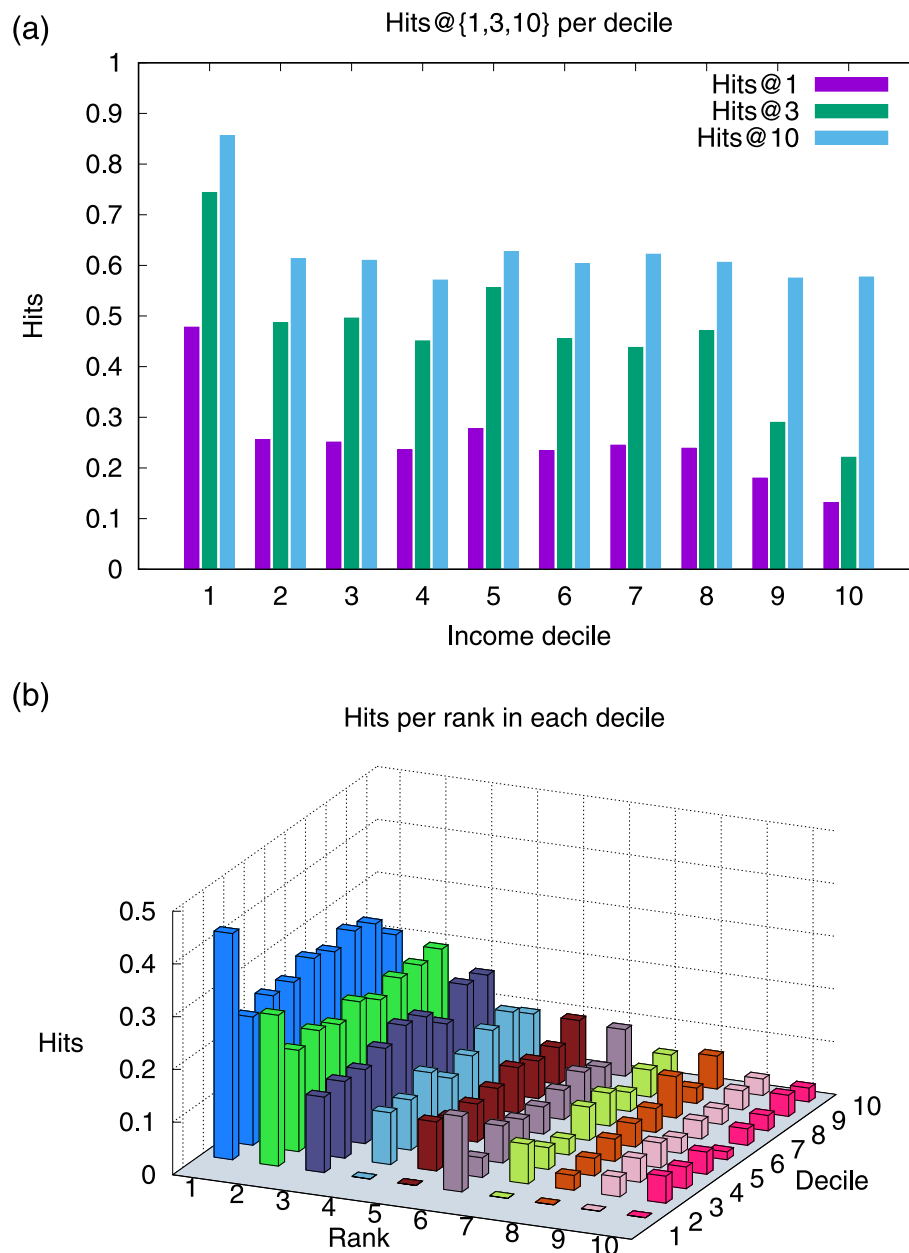 (a)
Hits@{1,3,10} per decile
1
0.9
0.8
0.7
0.6
0.5
0.4
0.3
0.2
0.1
0
Hits
Hits@1
Hits@3
Hits@10
1 2 3 4 5 6 7 8 9 10
Income decile
(b)
Hits per rank in each decile
0.5
0.4
0.3
0.2
0.1
0
Hits
1 2 3 4 5 6 7 8 9 10
Rank
1 2 3 4 5 6 7 8 9 10
Decile